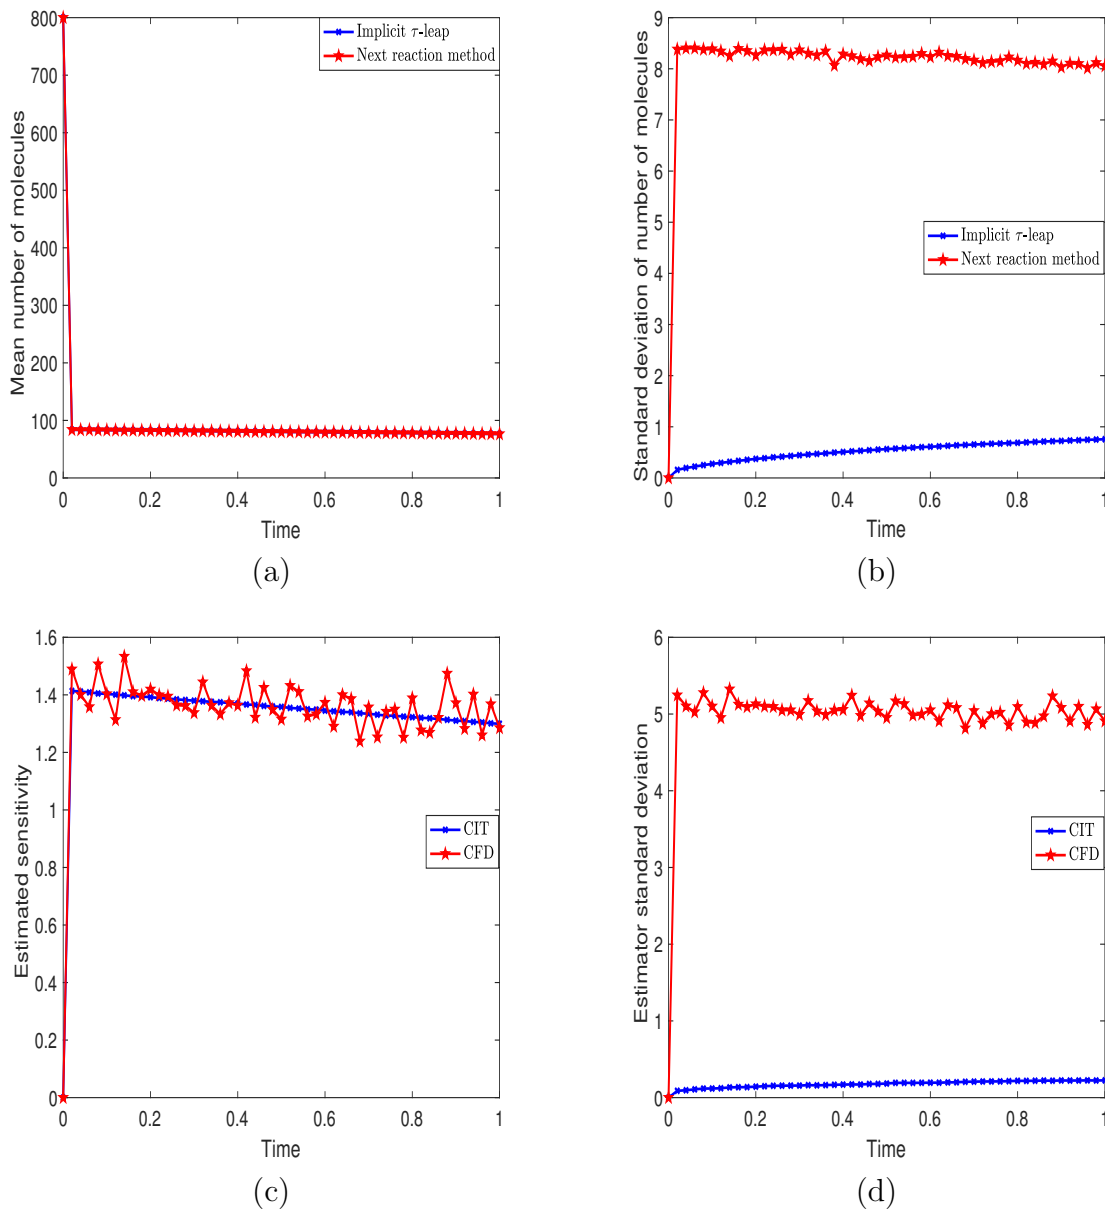 800
700
600
500
400
300
200
100
0
Mean number of molecules
Implicit τ-leap
Next reaction method
0 0.2 0.4 0.6 0.8 1
Time
(a)
9
8
7
6
5
4
3
2
1
0
Standard deviation of number of molecules
Implicit τ-leap
Next reaction method
0 0.2 0.4 0.6 0.8 1
Time
(b)
1.6
1.4
1.2
1
0.8
0.6
0.4
0.2
0
Estimated sensitivity
CIT
CFD
0 0.2 0.4 0.6 0.8 1
Time
(c)
6
5
4
3
2
1
0
Estimator standard deviation
CIT
CFD
0 0.2 0.4 0.6 0.8 1
Time
(d)